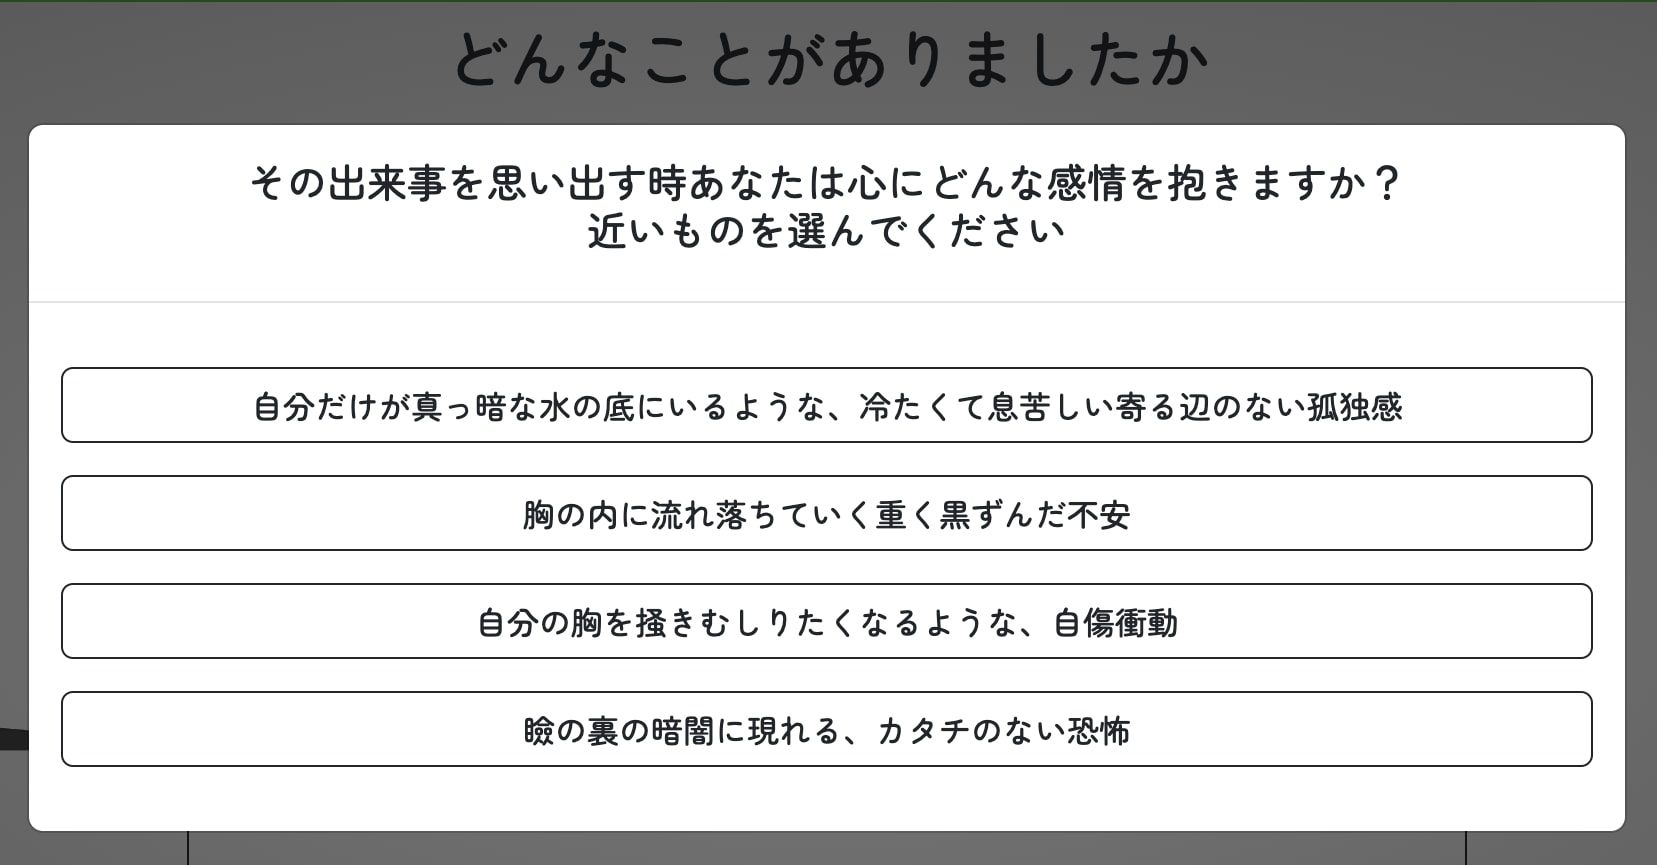 どんなことがありましたか
その出来事を思い出す時あなたは心にどんな感情を抱きますか？
近いものを選んでください
自分だけが真っ暗な水の底にいるような、冷たくて息苦しい寄る辺のない孤独感
胸の内に流れ落ちていく重く黒ずんだ不安
自分の胸を掻きむしりたくなるような、自傷衝動
瞼の裏の暗闇に現れる、カタチのない恐怖